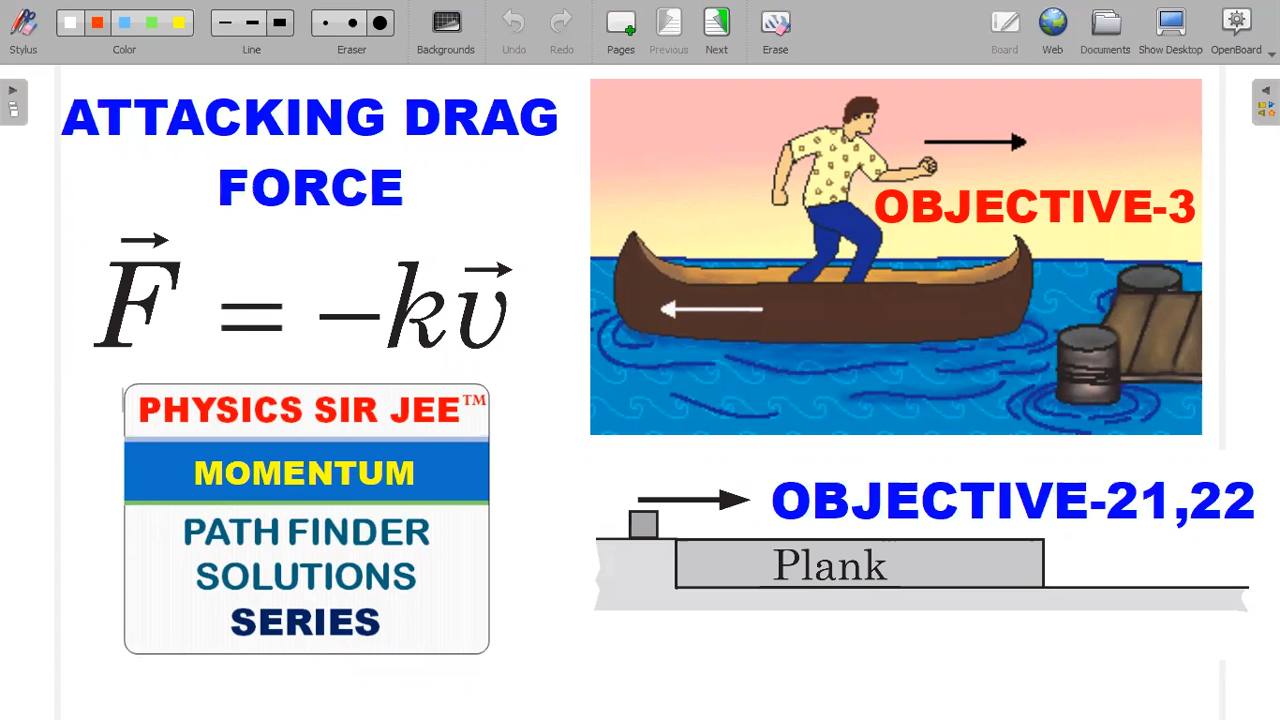 Stylus
Color
Line
Eraser
Backgrounds
Undo
Redo
Pages
Previous
Next
Erase
Board
Web
Documents
Show Desktop
OpenBoard
ATTACKING DRAG
FORCE
F = -kv
PHYSICS SIR JEE™
MOMENTUM
PATH FINDER
SOLUTIONS
SERIES
OBJECTIVE-3
OBJECTIVE-21,22
Plank